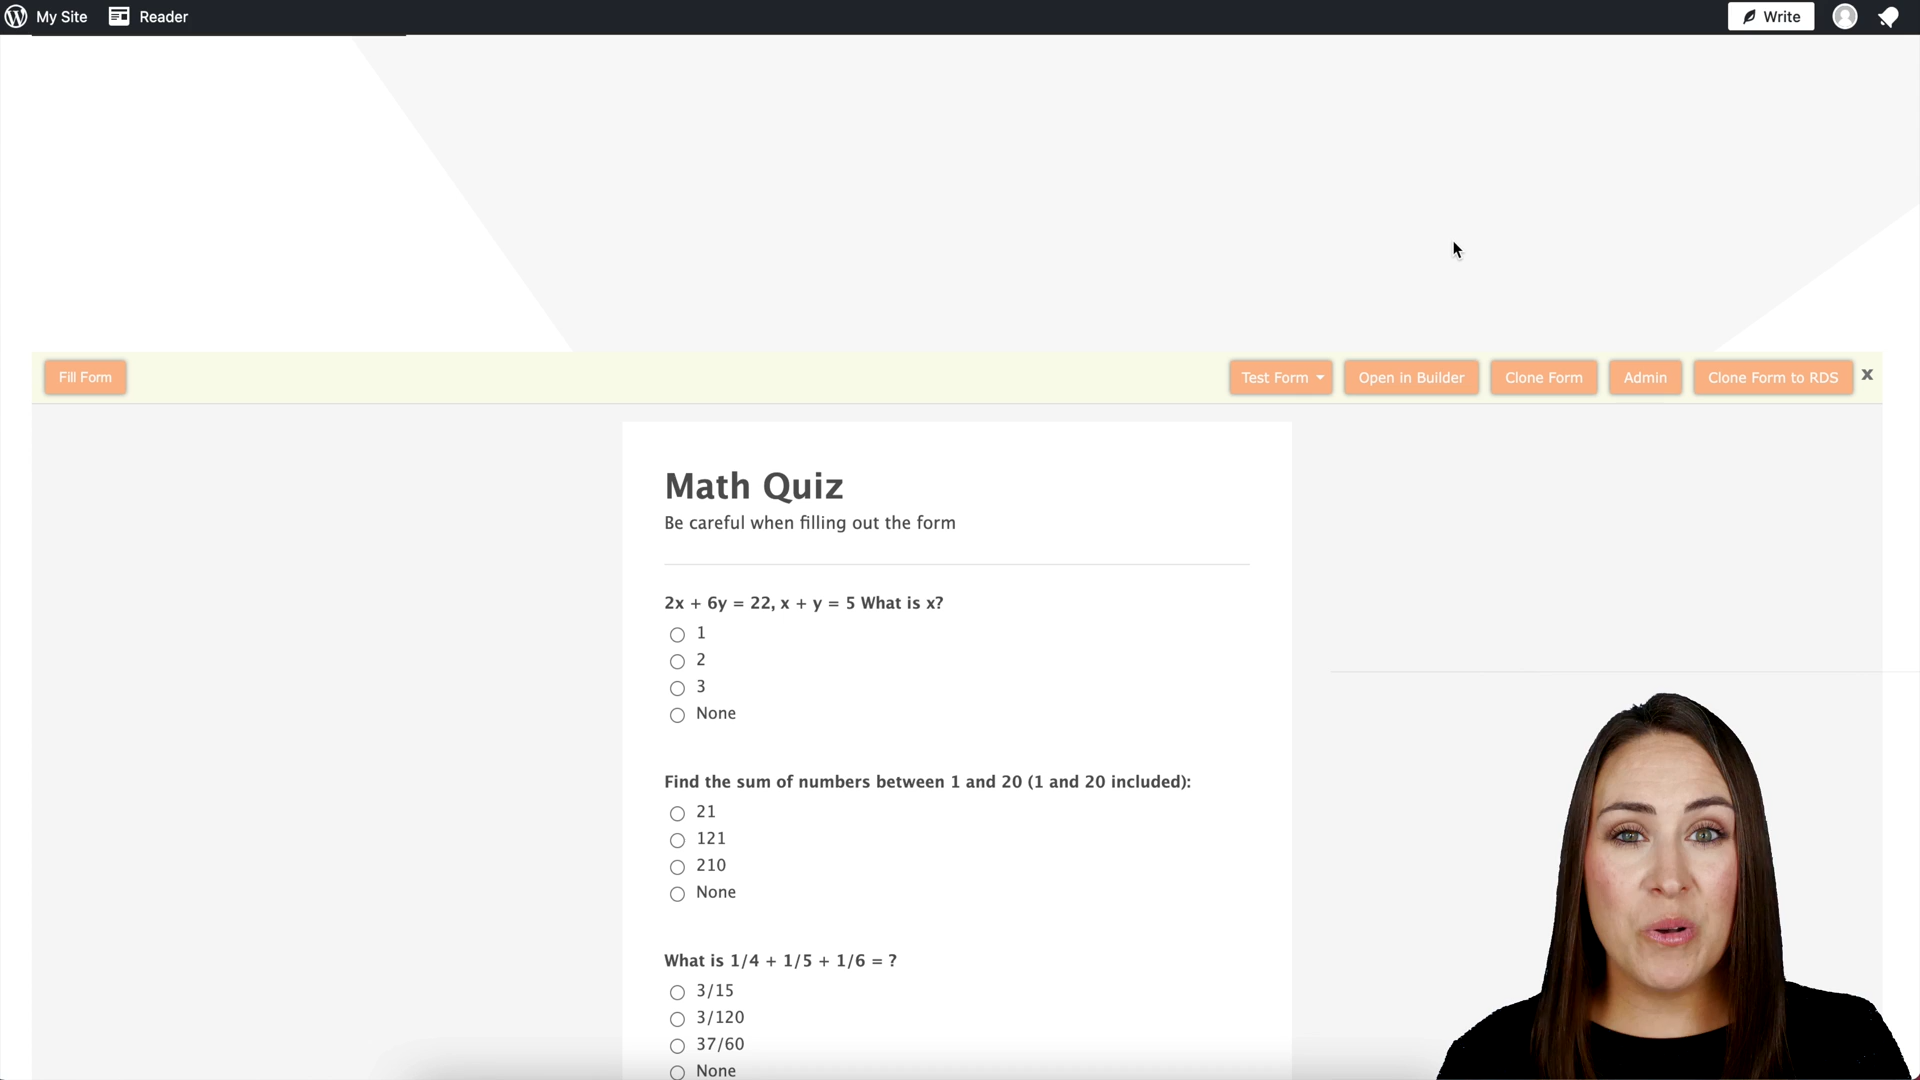 My Site Reader Write
Fill Form Test Form Open in Builder Clone Form Admin Clone Form to RDS x
Math Quiz
Be careful when filling out the form
2x + 6y = 22, x + y = 5 What is x?
1
2
3
None
Find the sum of numbers between 1 and 20 (1 and 20 included):
21
121
210
None
What is 1/4 + 1/5 + 1/6 = ?
3/15
3/120
37/60
None